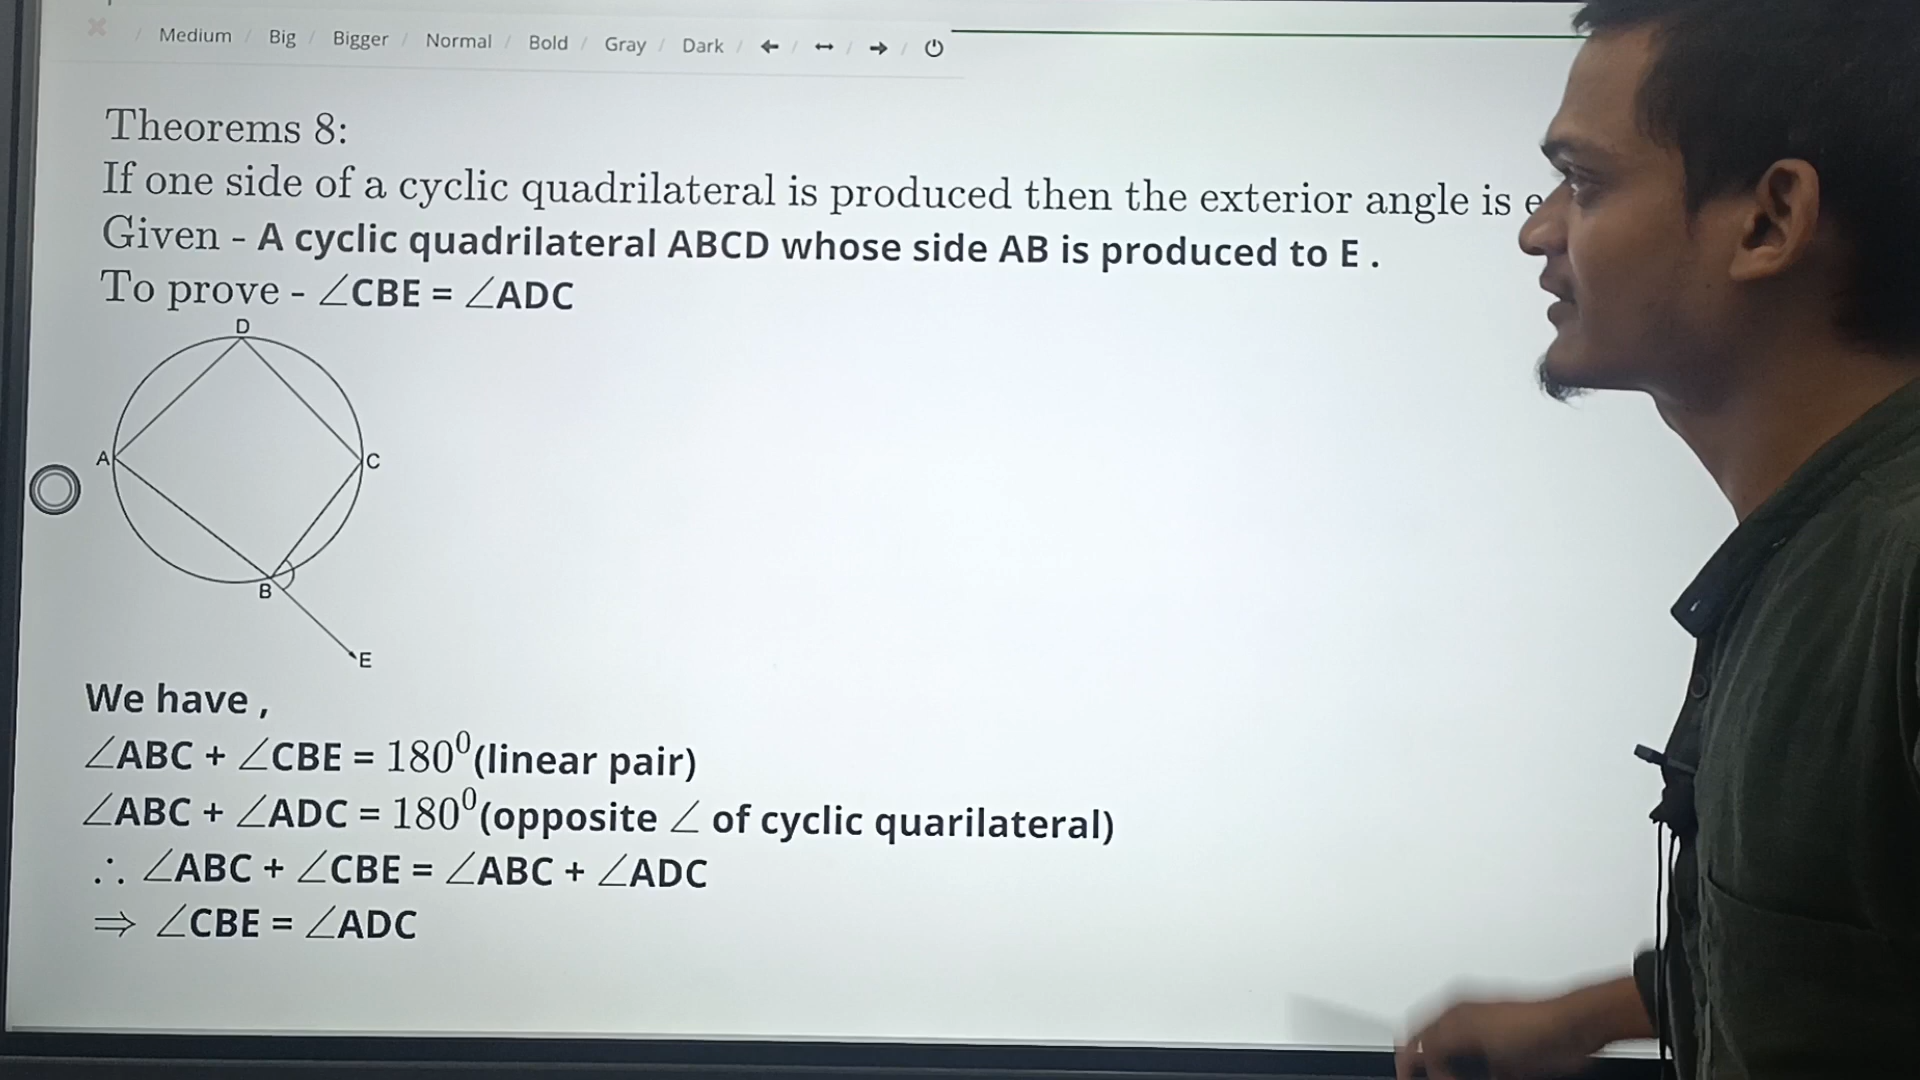 Medium / Big / Bigger / Normal / Bold / Gray / Dark / ← / ↔ / → /
Theorems 8:
If one side of a cyclic quadrilateral is produced then the exterior angle is
Given - A cyclic quadrilateral ABCD whose side AB is produced to E .
To prove - ∠CBE = ∠ADC
D
A
C
B
E
We have ,
∠ABC + ∠CBE = 180⁰(linear pair)
∠ABC + ∠ADC = 180⁰(opposite ∠ of cyclic quarilateral)
∴ ∠ABC + ∠CBE = ∠ABC + ∠ADC
⇒ ∠CBE = ∠ADC